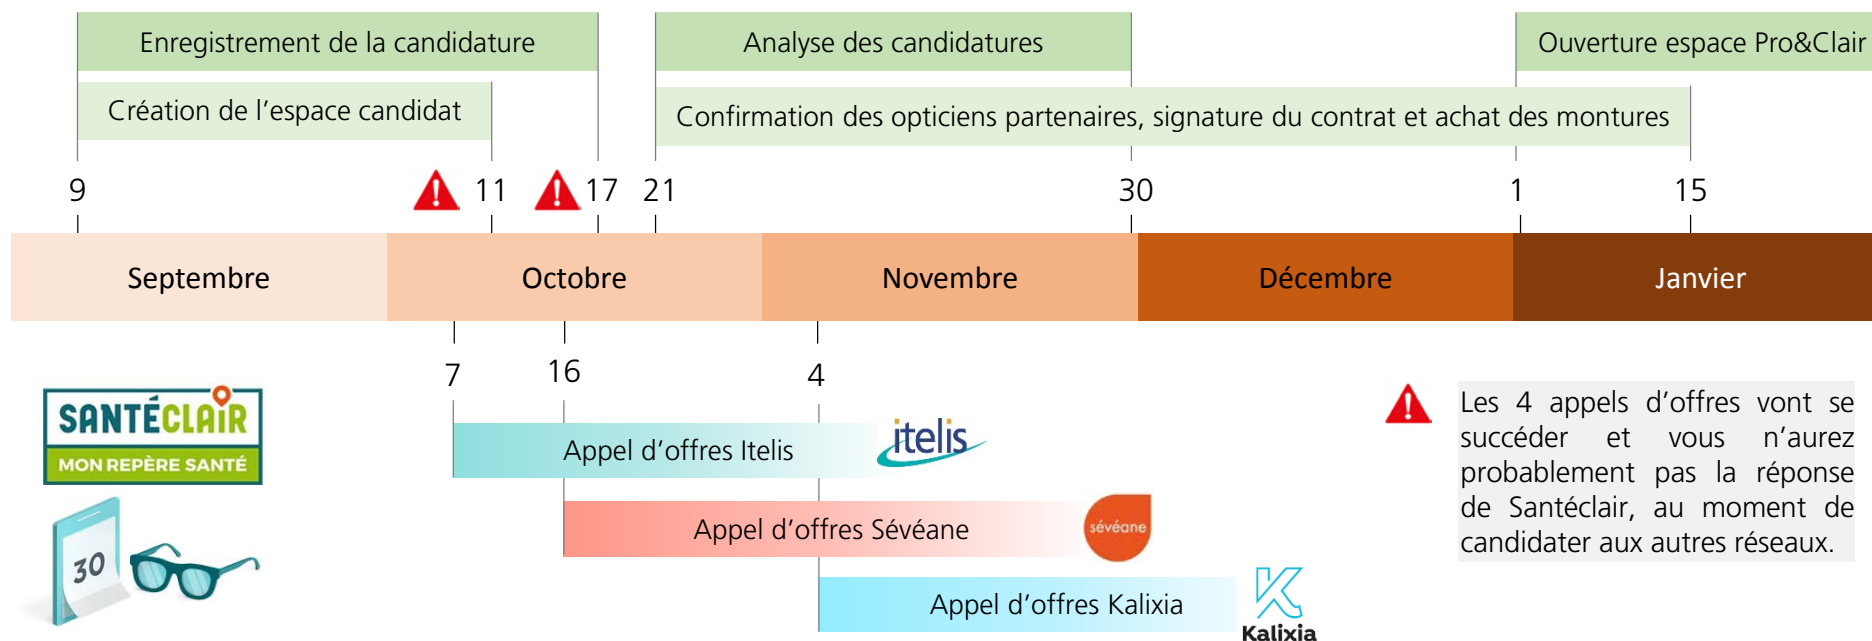 Enregistrement de la candidature
Analyse des candidatures
Ouverture espace Pro&Clair
Création de l’espace candidat
Confirmation des opticiens partenaires, signature du contrat et achat des montures
9
11
17
21
30
1
15
Septembre
Octobre
Novembre
Décembre
Janvier
7
16
4
SANTÉCLAIR
MON REPÈRE SANTÉ
30
Appel d’offres Itelis
itelis
Appel d’offres Sévéane
sévéane
Appel d’offres Kalixia
Kalixia
Les 4 appels d’offres vont se
succéder et vous n’aurez
probablement pas la réponse
de Santéclair, au moment de
candidater aux autres réseaux.